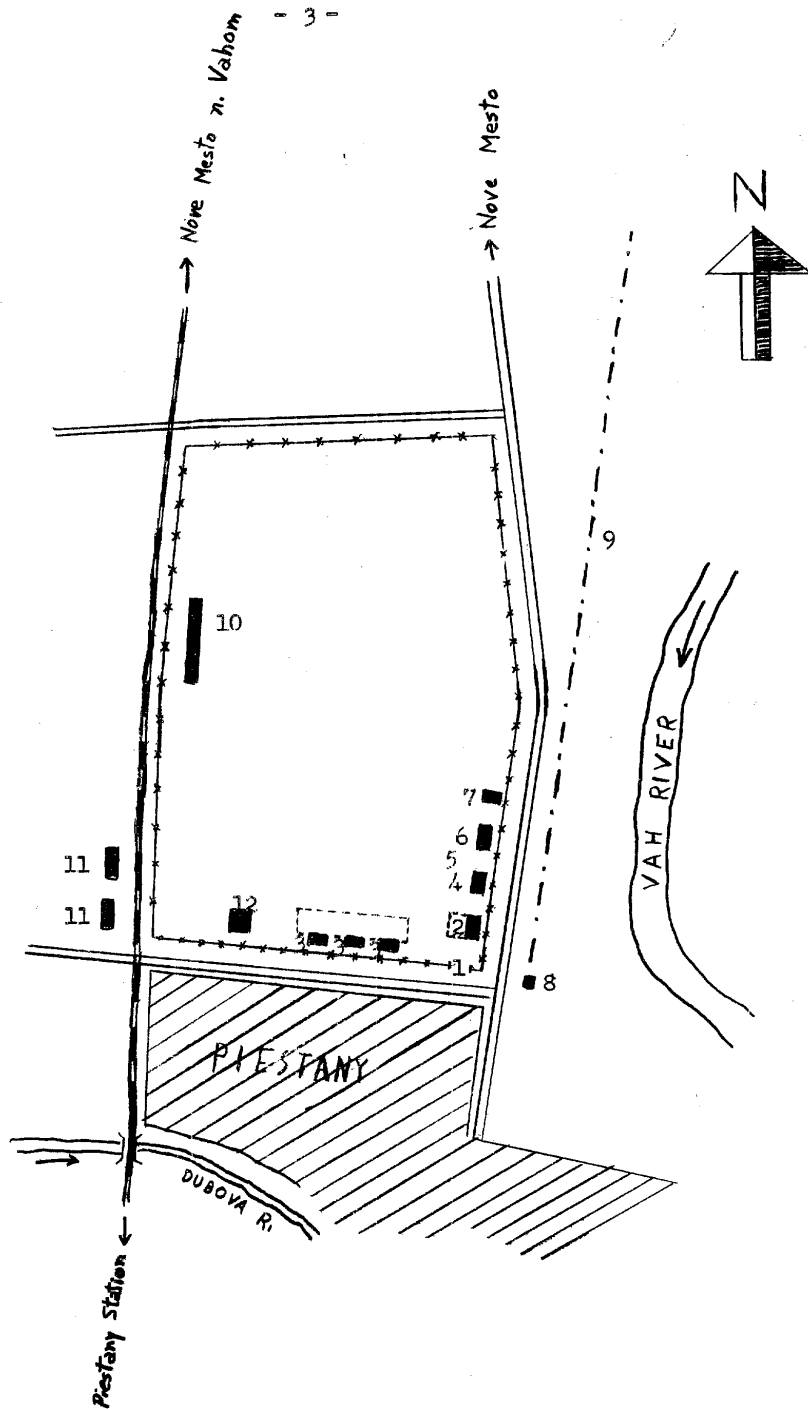 - 3 -
Nove Mesto n. Vahom
Nove Mesto
N
9
10
VAH RIVER
7
6
5
4
11
11
12
2
3
3
3
1
8
PIESTANY
DUBOVA R.
Piestany Station